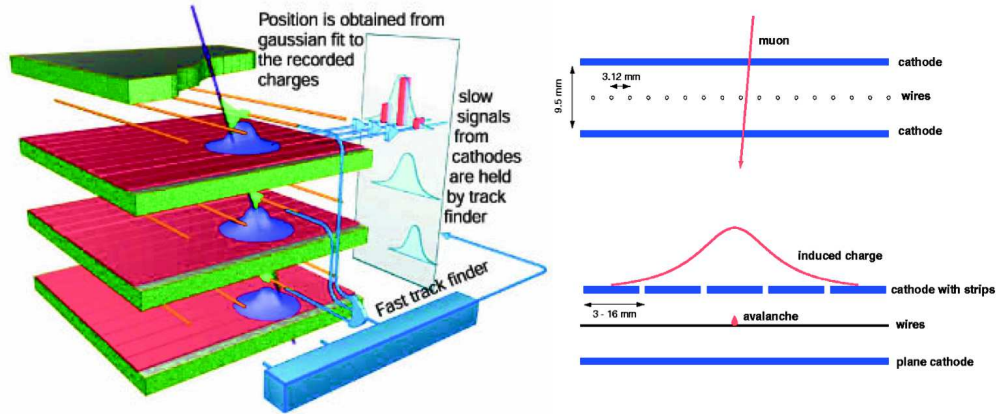 Position is obtained from
gaussian fit to
the recorded
charges
slow
signals
from
cathodes
are held
by track
finder
Fast track finder
muon
cathode
3.12 mm
9.5 mm
wires
cathode
induced charge
cathode with strips
3 - 16 mm
avalanche
wires
plane cathode